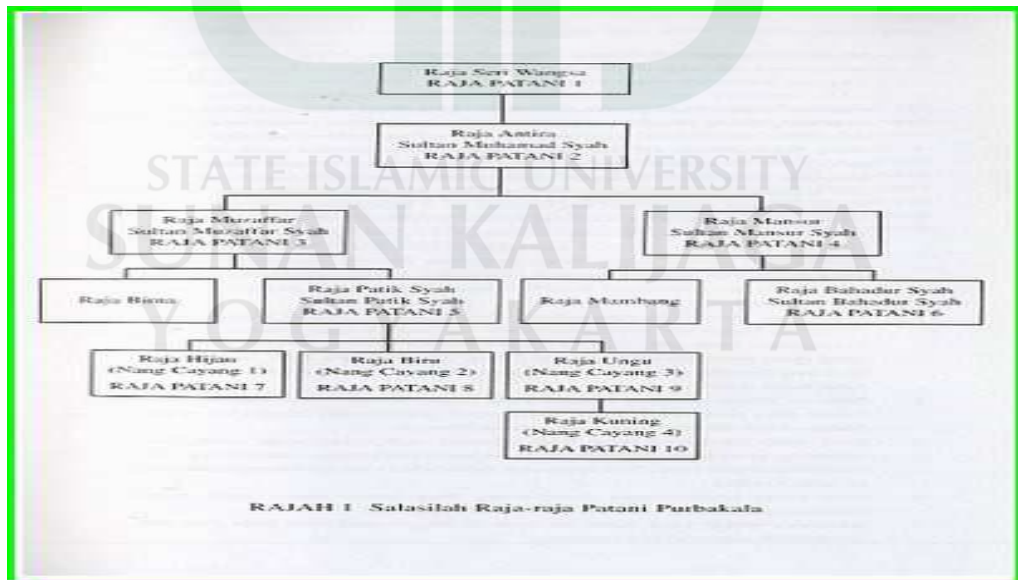 Raja Seri Wangsa
RAJA PATANI 1
Raja Antira
Sultan Muhamad Syah
RAJA PATANI 2
STATE ISLAMIC UNIVERSITY
SUNAN KALIJAGA
YOGYAKARTA
Raja Muzaffar
Sultan Muzaffar Syah
RAJA PATANI 3
Raja Mansur
Sultan Mansur Syah
RAJA PATANI 4
Raja Bima
Raja Patik Syah
Sultan Patik Syah
RAJA PATANI 5
Raja Mambang
Raja Bahadur Syah
Sultan Bahadur Syah
RAJA PATANI 6
Raja Hijau
(Nang Cayang 1)
RAJA PATANI 7
Raja Biru
(Nang Cayang 2)
RAJA PATANI 8
Raja Ungu
(Nang Cayang 3)
RAJA PATANI 9
Raja Kuning
(Nang Cayang 4)
RAJA PATANI 10
RAJAH 1 Salasilah Raja-raja Patani Purbakala